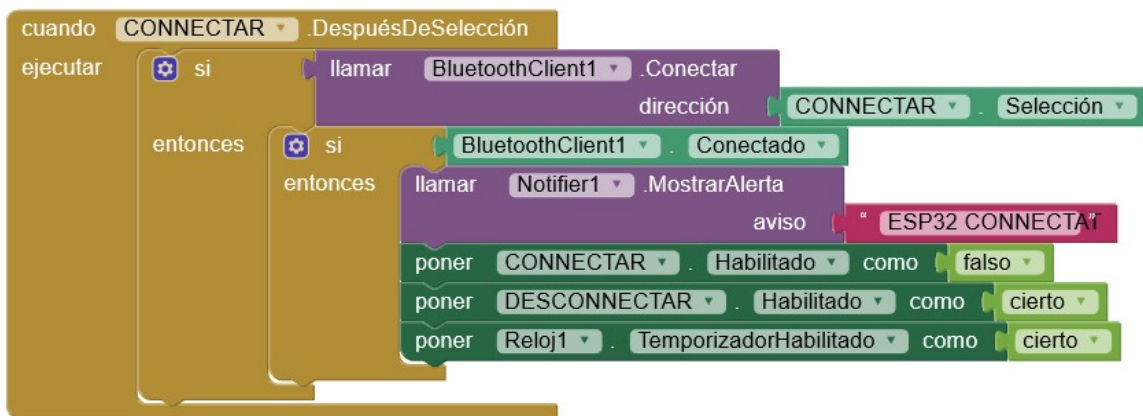 cuando CONNECTAR .DespuésDeSelección
ejecutar si llamar BluetoothClient1 .Conectar
dirección CONNECTAR . Selección
entonces si BluetoothClient1 . Conectado
entonces llamar Notifier1 .MostrarAlerta
aviso “ ESP32 CONNECTAT ”
poner CONNECTAR . Habilitado como falso
poner DESCONNECTAR . Habilitado como cierto
poner Reloj1 . TemporizadorHabilitado como cierto